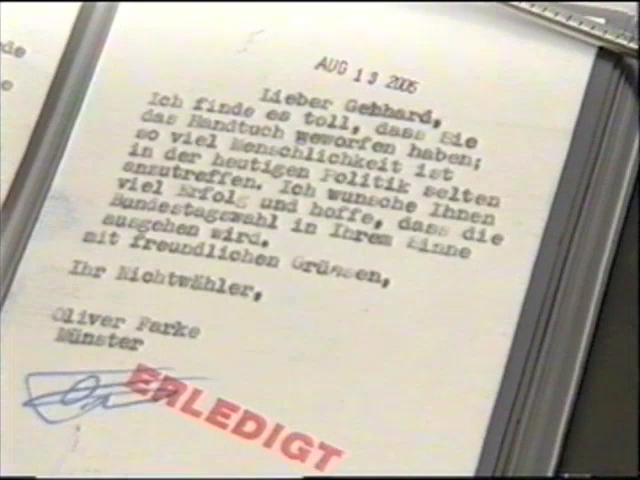 AUG 13 2005
de
e
Lieber Gebhard,
Ich finde es toll, dass Sie
das Handtuch geworfen haben;
so viel Menschlichkeit ist
in der heutigen Politik selten
anzutreffen. Ich wunsche Ihnen
viel Erfolg und hoffe, dass die
Bundestagswahl in Ihrem Sinne
ausgehen wird.
mit freundlichen Grüssen,
Ihr Nichtwähler,
Oliver Parke
Münster
ERLEDIGT